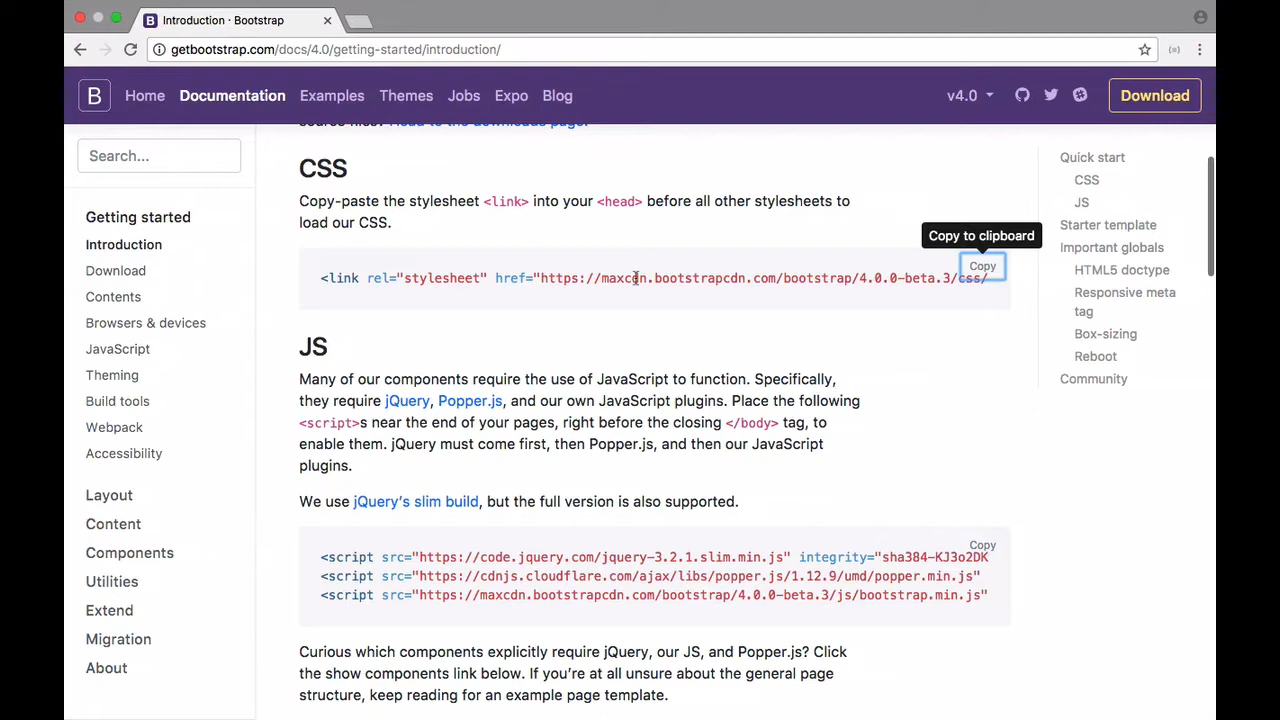 Introduction · Bootstrap
getbootstrap.com/docs/4.0/getting-started/introduction/
B Home Documentation Examples Themes Jobs Expo Blog v4.0 Download
Search...
Getting started
Introduction
Download
Contents
Browsers & devices
JavaScript
Theming
Build tools
Webpack
Accessibility
Layout
Content
Components
Utilities
Extend
Migration
About
source files? Head to the downloads page.
CSS
Copy-paste the stylesheet <link> into your <head> before all other stylesheets to
load our CSS.
Copy to clipboard
Copy
<link rel="stylesheet" href="https://maxcdn.bootstrapcdn.com/bootstrap/4.0.0-beta.3/css/
JS
Many of our components require the use of JavaScript to function. Specifically,
they require jQuery, Popper.js, and our own JavaScript plugins. Place the following
<script>s near the end of your pages, right before the closing </body> tag, to
enable them. jQuery must come first, then Popper.js, and then our JavaScript
plugins.
We use jQuery’s slim build, but the full version is also supported.
Copy
<script src="https://code.jquery.com/jquery-3.2.1.slim.min.js" integrity="sha384-KJ3o2DK
<script src="https://cdnjs.cloudflare.com/ajax/libs/popper.js/1.12.9/umd/popper.min.js"
<script src="https://maxcdn.bootstrapcdn.com/bootstrap/4.0.0-beta.3/js/bootstrap.min.js"
Curious which components explicitly require jQuery, our JS, and Popper.js? Click
the show components link below. If you’re at all unsure about the general page
structure, keep reading for an example page template.
Quick start
CSS
JS
Starter template
Important globals
HTML5 doctype
Responsive meta
tag
Box-sizing
Reboot
Community